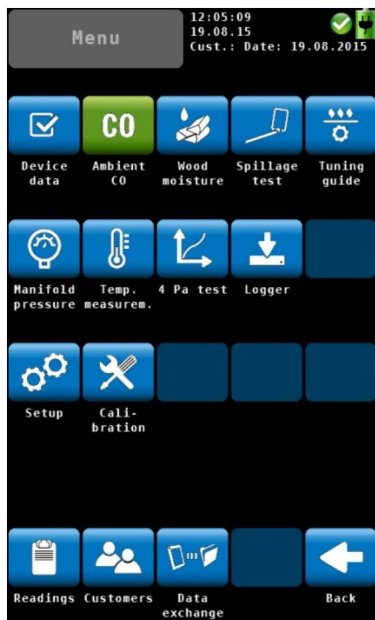 Menu
12:05:09
19.08.15
Cust.: Date: 19.08.2015
CO
Device data
Ambient CO
Wood moisture
Spillage test
Tuning guide
Manifold pressure
Temp. measurem.
4 Pa test
Logger
Setup
Cali-
bration
Readings
Customers
Data exchange
Back